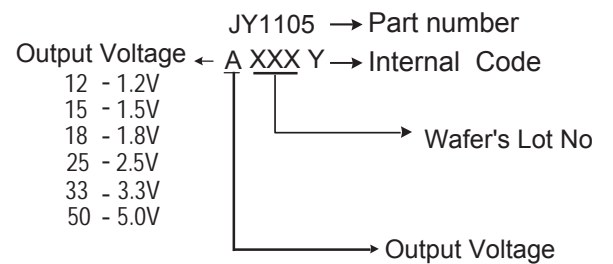 JY1105 → Part number
Output Voltage ← A XXX Y → Internal Code
12 - 1.2V
15 - 1.5V
18 - 1.8V
25 - 2.5V
33 - 3.3V
50 - 5.0V
Wafer's Lot No
Output Voltage